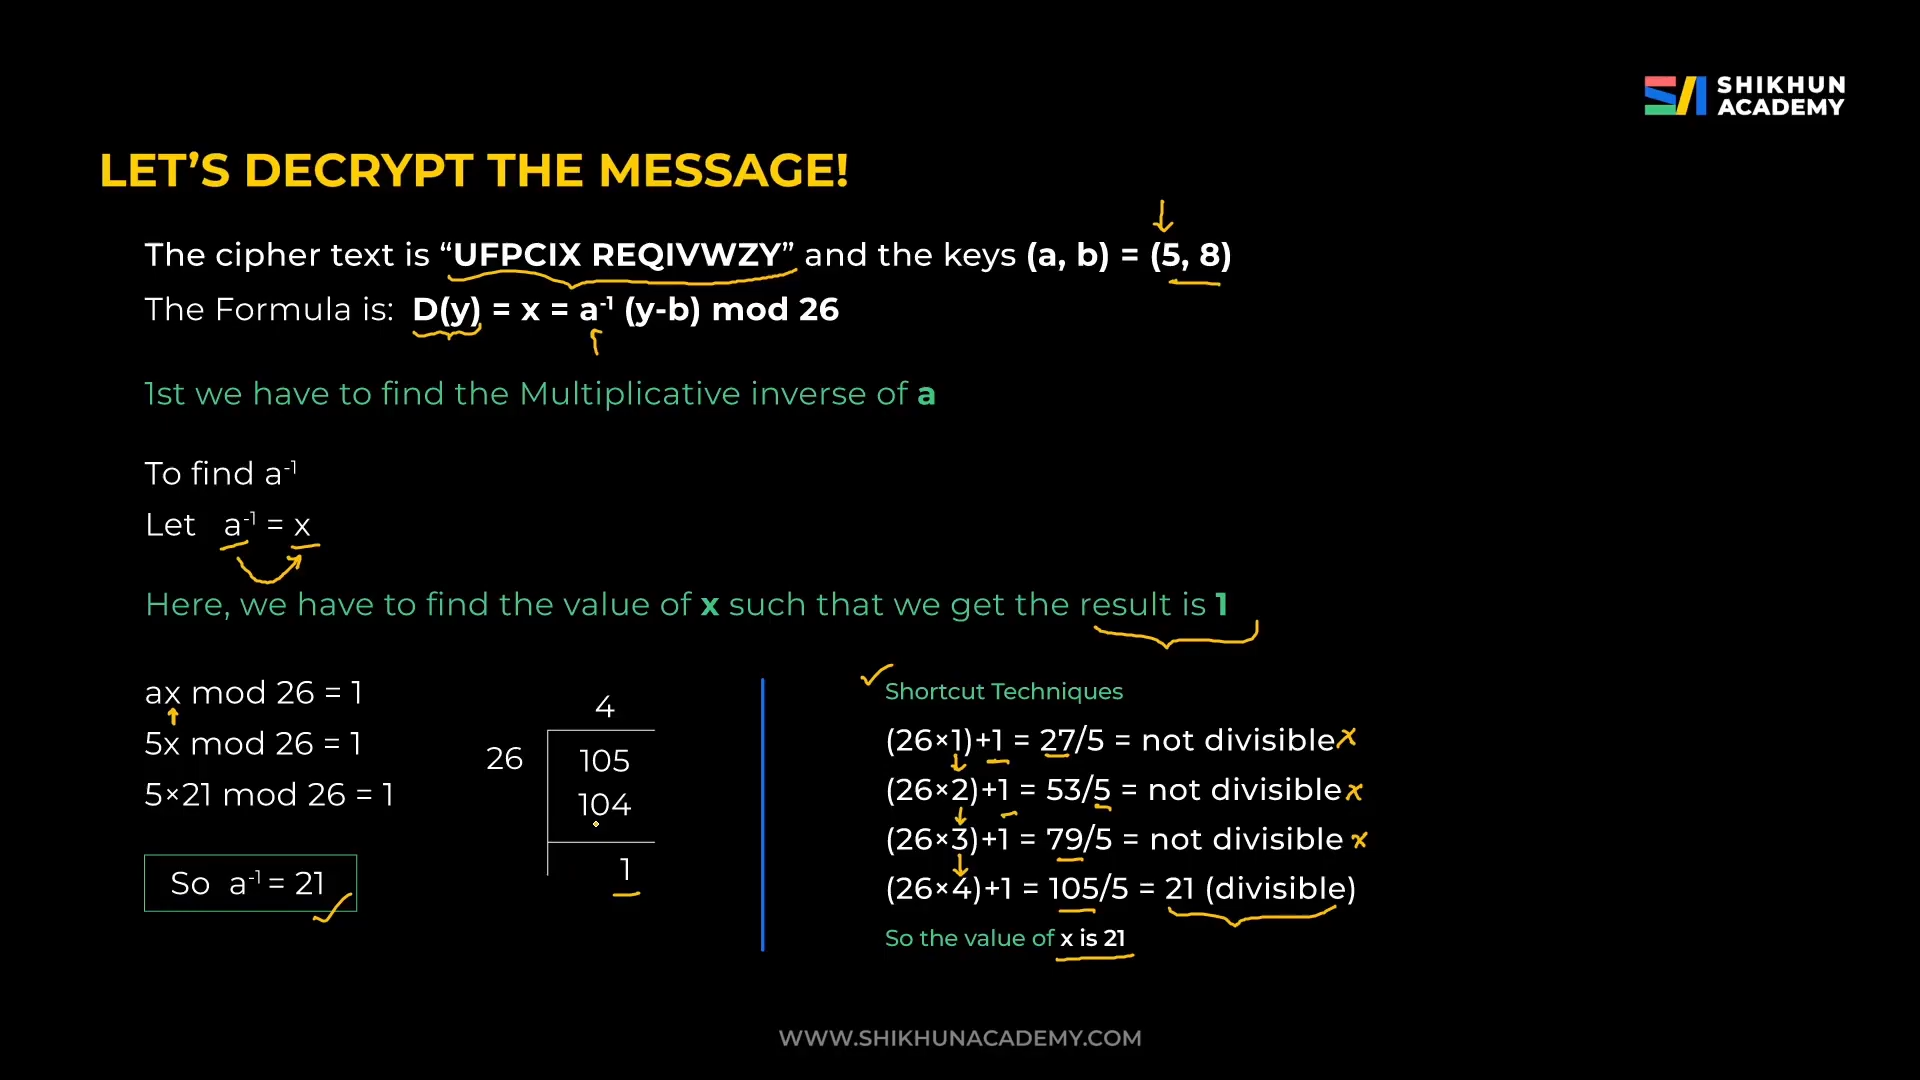 SHIKHUN
ACADEMY
LET'S DECRYPT THE MESSAGE!
The cipher text is “UFPCIX REQIVWZY” and the keys (a, b) = (5, 8)
The Formula is: D(y) = x = a⁻¹ (y-b) mod 26
1st we have to find the Multiplicative inverse of a
To find a⁻¹
Let a⁻¹ = x
Here, we have to find the value of x such that we get the result is 1
ax mod 26 = 1
5x mod 26 = 1
5×21 mod 26 = 1
So a⁻¹ = 21
4
26 105
104
1
Shortcut Techniques
(26×1)+1 = 27/5 = not divisible
(26×2)+1 = 53/5 = not divisible
(26×3)+1 = 79/5 = not divisible
(26×4)+1 = 105/5 = 21 (divisible)
So the value of x is 21
WWW.SHIKHUNACADEMY.COM